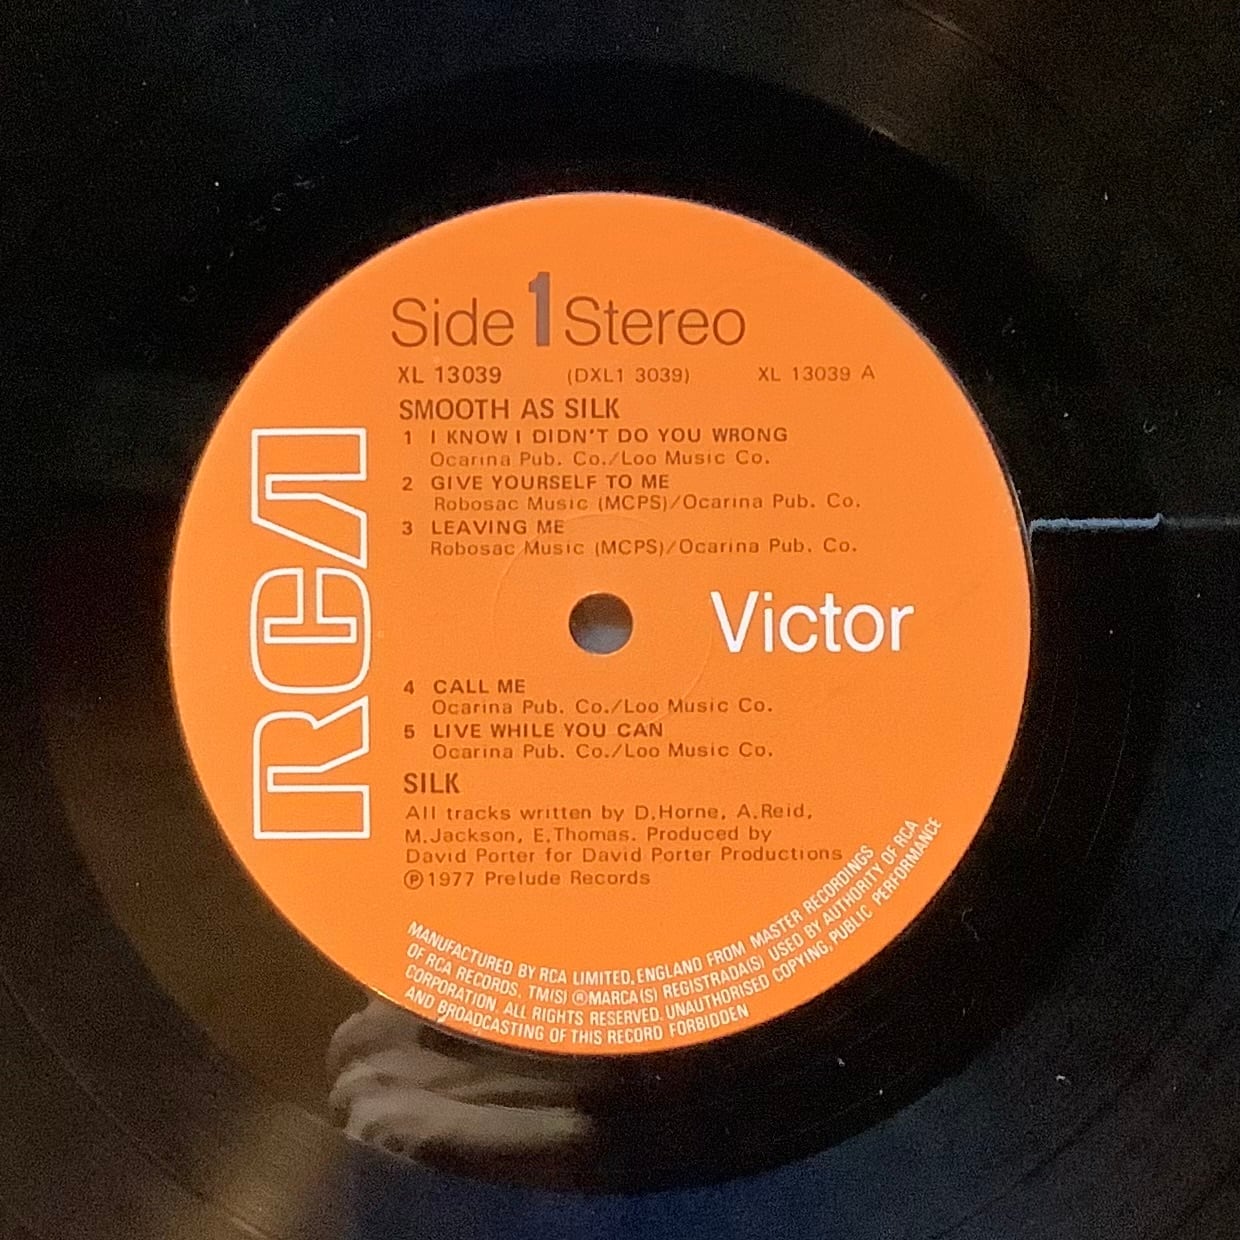 Side 1 Stereo
XL 13039 (DXL1 3039) XL 13039 A
SMOOTH AS SILK
1 I KNOW I DIDN'T DO YOU WRONG
Ocarina Pub. Co./Loo Music Co.
2 GIVE YOURSELF TO ME
Robosac Music (MCPS)/Ocarina Pub. Co.
3 LEAVING ME
Robosac Music (MCPS)/Ocarina Pub. Co.
RCA
Victor
4 CALL ME
Ocarina Pub. Co./Loo Music Co.
5 LIVE WHILE YOU CAN
Ocarina Pub. Co./Loo Music Co.
SILK
All tracks written by D.Horne, A.Reid,
M.Jackson, E.Thomas. Produced by
David Porter for David Porter Productions
℗1977 Prelude Records
MANUFACTURED BY RCA LIMITED, ENGLAND FROM MASTER RECORDINGS
OF RCA RECORDS. TM(S) ®MARCA(S) REGISTRADA(S) USED BY AUTHORITY OF RCA
CORPORATION. ALL RIGHTS RESERVED. UNAUTHORISED COPYING, PUBLIC PERFORMANCE
AND BROADCASTING OF THIS RECORD FORBIDDEN